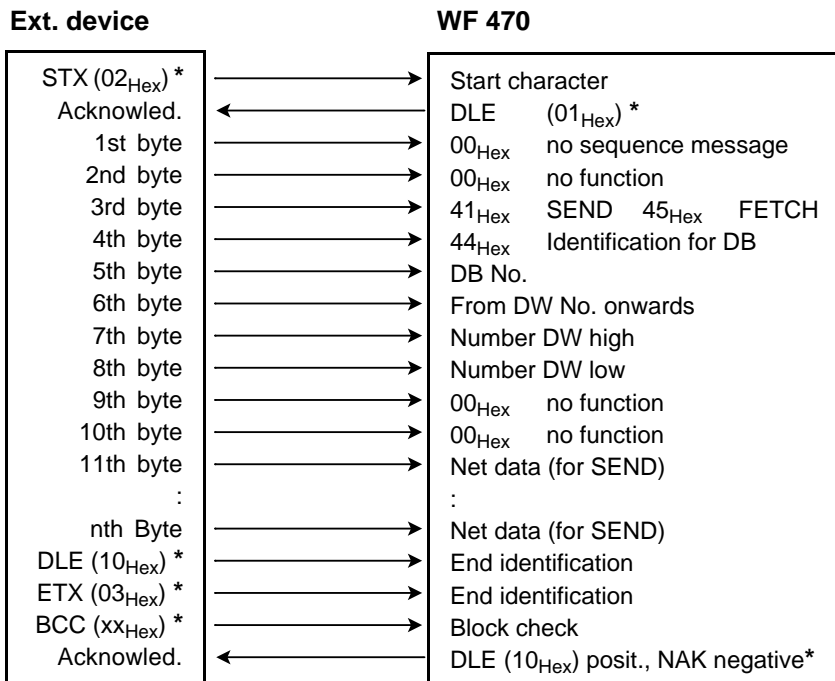 Ext. device WF 470
STX (02Hex) * Start character
Acknowled. DLE (01Hex) *
1st byte 00Hex no sequence message
2nd byte 00Hex no function
3rd byte 41Hex SEND 45Hex FETCH
4th byte 44Hex Identification for DB
5th byte DB No.
6th byte From DW No. onwards
7th byte Number DW high
8th byte Number DW low
9th byte 00Hex no function
10th byte 00Hex no function
11th byte Net data (for SEND)
: :
nth Byte Net data (for SEND)
DLE (10Hex) * End identification
ETX (03Hex) * End identification
BCC (xxHex) * Block check
Acknowled. DLE (10Hex) posit., NAK negative*